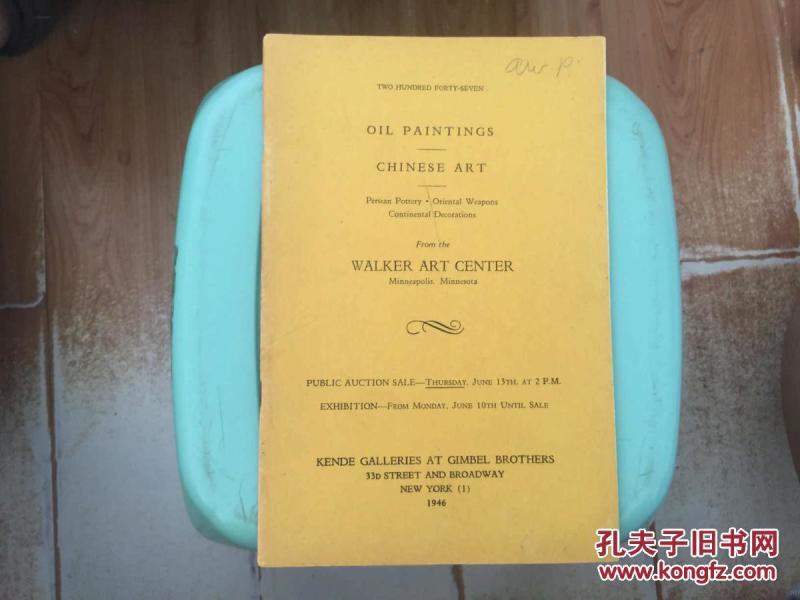 TWO HUNDRED FORTY-SEVEN
OIL PAINTINGS
CHINESE ART
Persian Pottery • Oriental Weapons
Continental Decorations
From the
WALKER ART CENTER
Minneapolis, Minnesota
PUBLIC AUCTION SALE—THURSDAY, JUNE 13TH, AT 2 P.M.
EXHIBITION—FROM MONDAY, JUNE 10TH UNTIL SALE
KENDE GALLERIES AT GIMBEL BROTHERS
33D STREET AND BROADWAY
NEW YORK (1)
1946
孔夫子旧书网
www.kongfz.com